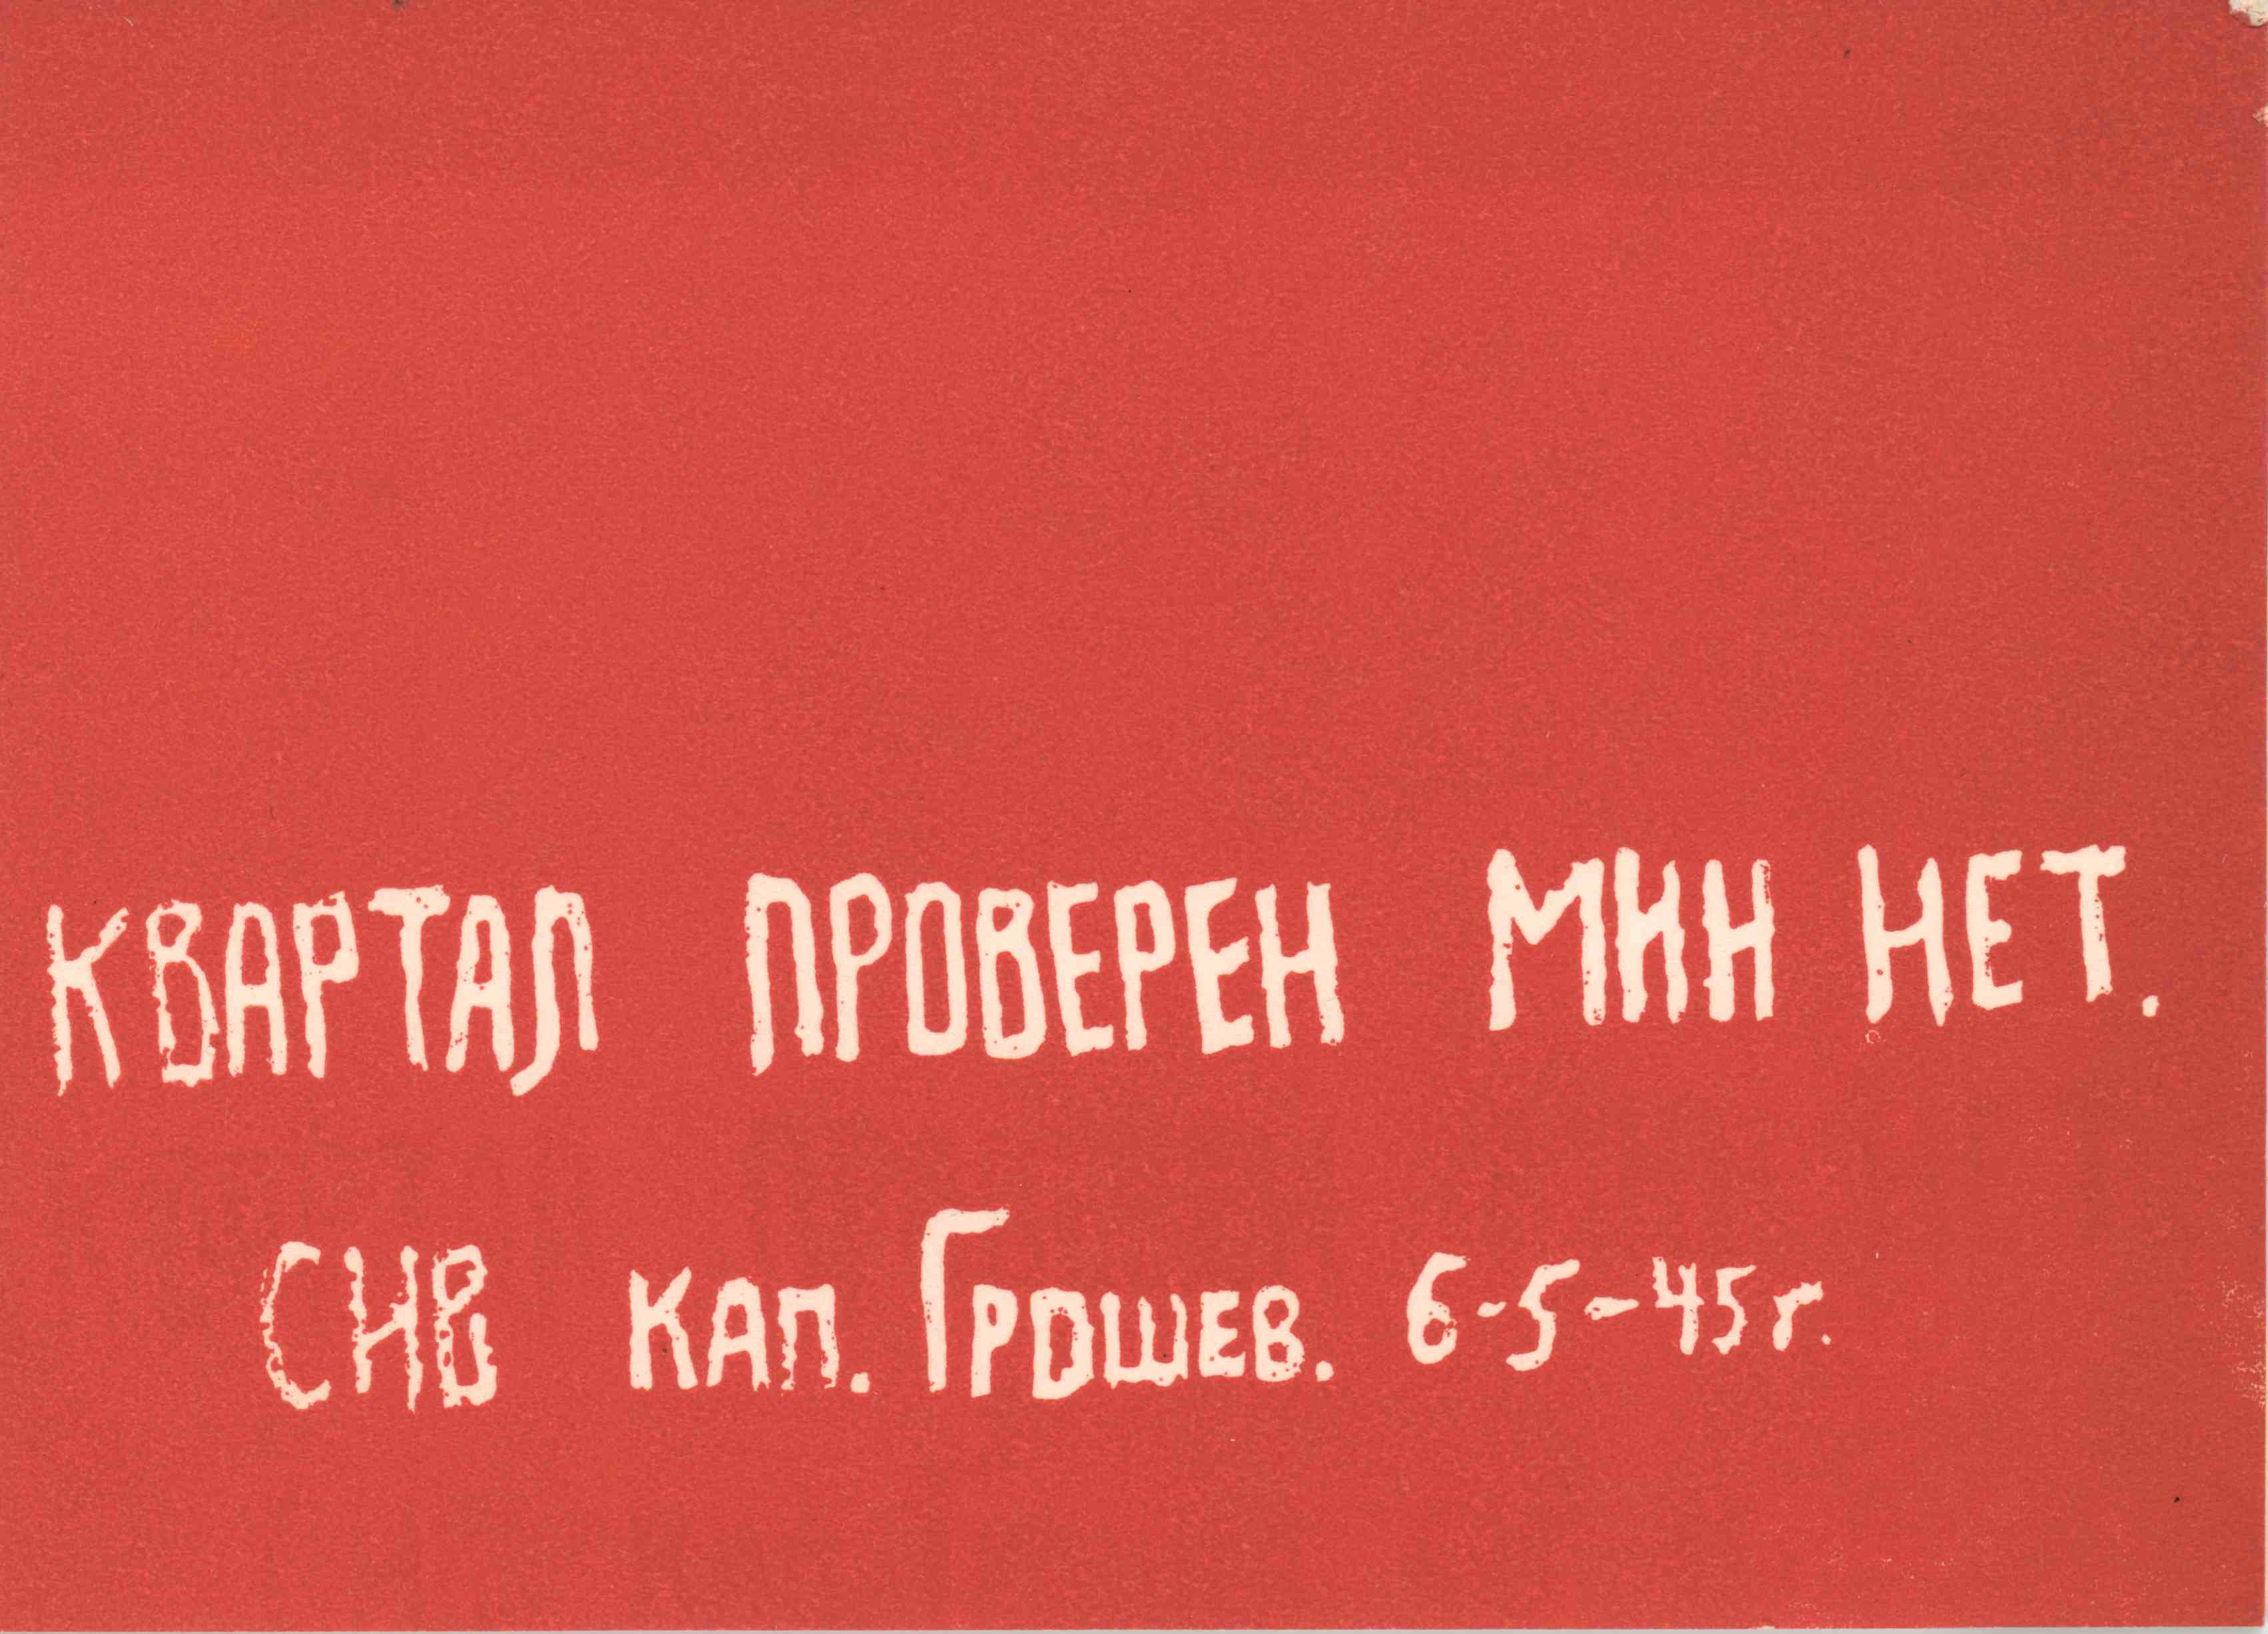 КВАРТАЛ ПРОВЕРЕН МИН НЕТ.
СНВ КАП. ГРОШЕВ. 6-5-45г.